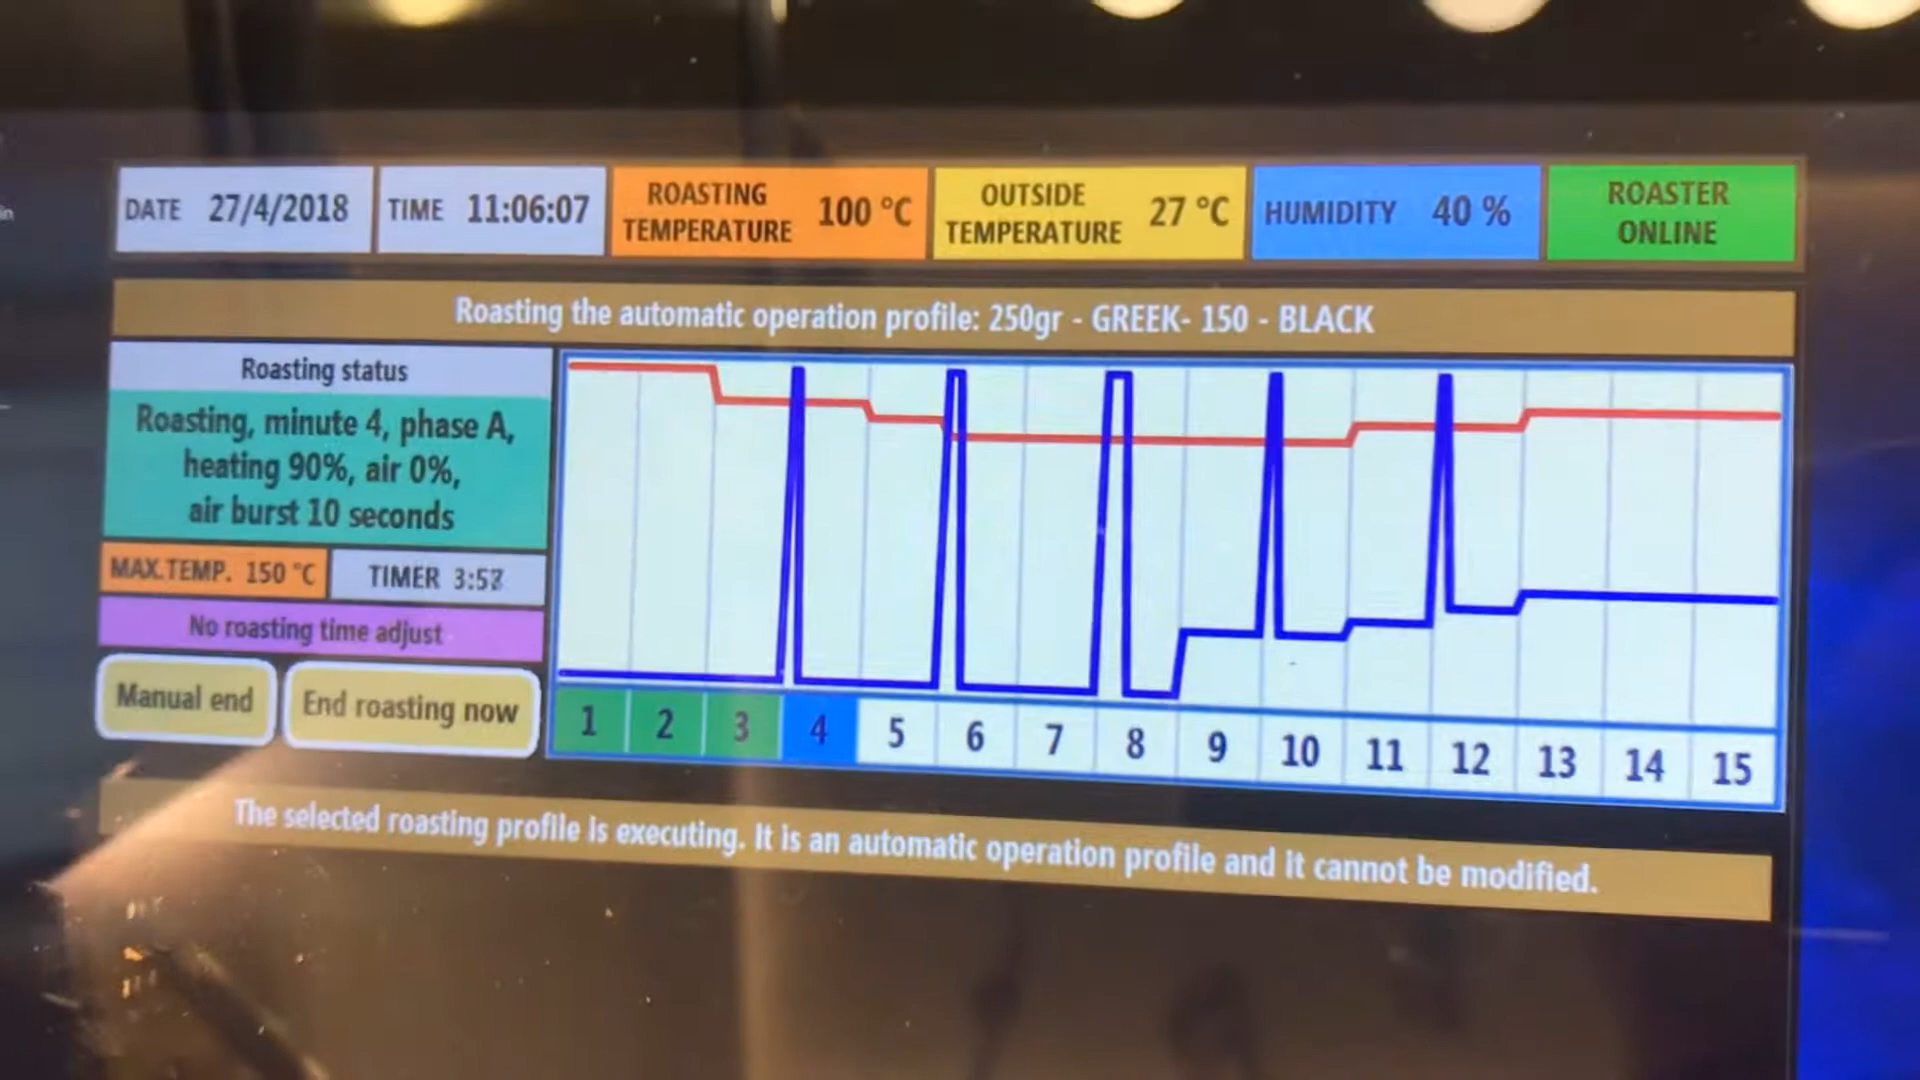 DATE 27/4/2018
TIME 11:06:07
ROASTING
TEMPERATURE
100 °C
OUTSIDE
TEMPERATURE
27 °C
HUMIDITY 40 %
ROASTER
ONLINE
Roasting the automatic operation profile: 250gr - GREEK- 150 - BLACK
Roasting status
Roasting, minute 4, phase A,
heating 90%, air 0%,
air burst 10 seconds
MAX.TEMP. 150 °C
TIMER
No roasting time adjust
Manual end
End roasting now
1 2 3 4 5 6 7 8 9 10 11 12 13 14 15
The selected roasting profile is executing. It is an automatic operation profile and it cannot be modified.